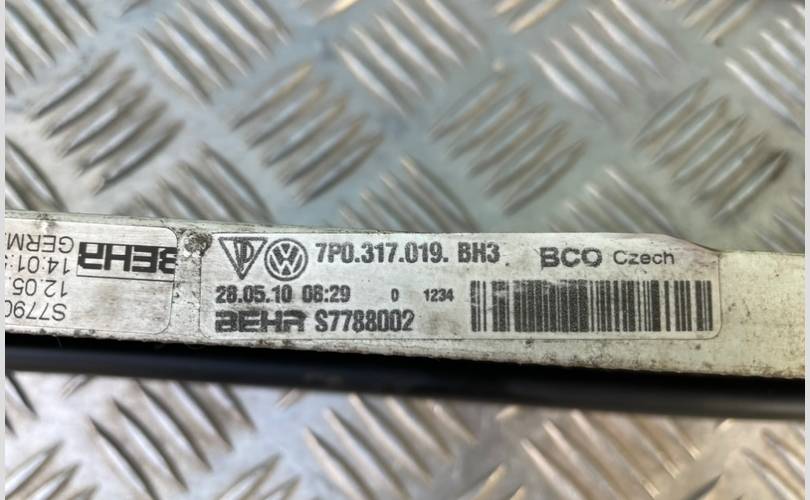 7P0.317.019. BH3 BCO Czech
28.05.10 06:29 0 1234
BEHR S7788002
BEHR
GERM
14.01
12.05.
S7790